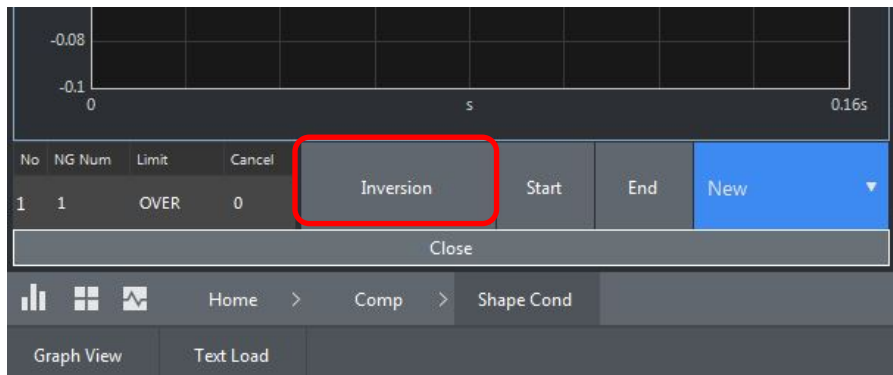 -0.08
-0.1
0 s 0.16s
No NG Num Limit Cancel
1 1 OVER 0
Inversion Start End New
Close
Home > Comp > Shape Cond
Graph View Text Load